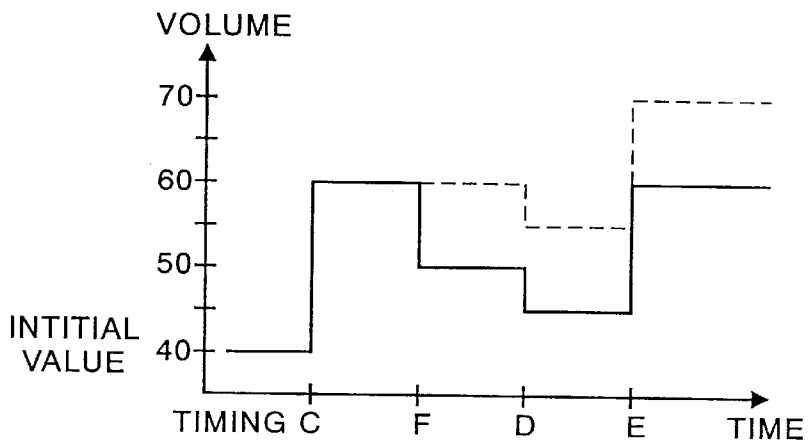 VOLUME
70
60
50
INTITIAL
VALUE
40
TIMING C F D E TIME